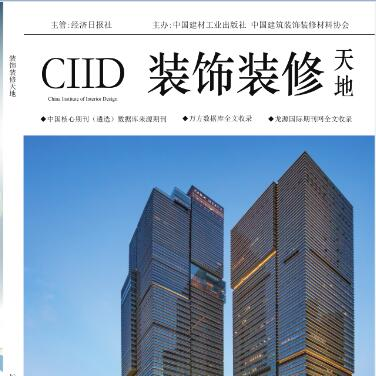 主管:经济日报社 主办:中国建材工业出版社 中国建筑装饰装修材料协会
CIID 装饰装修天地
China Institute of Interior Design
◆中国核心期刊（遴选）数据库来源期刊 ◆万方数据库全文收录 ◆龙源国际期刊网全文收录
装饰装修天地